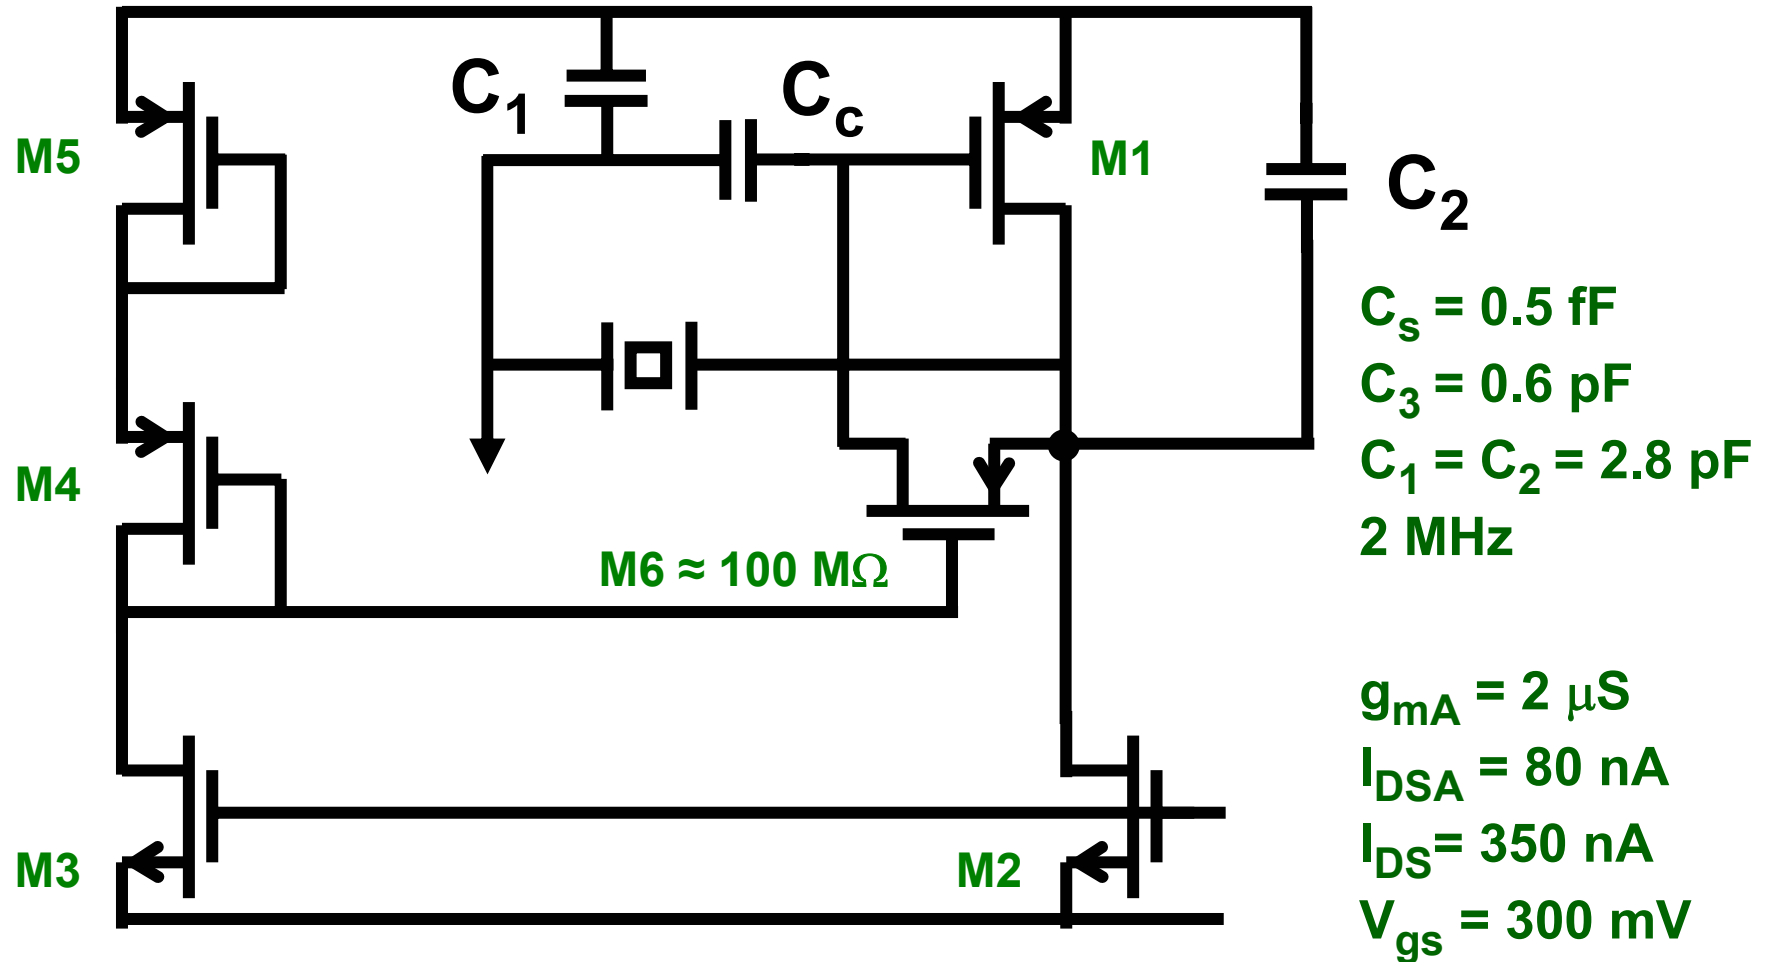 C1
Cc
M5
M1
C2
Cs = 0.5 fF
C3 = 0.6 pF
M4
C1 = C2 = 2.8 pF
2 MHz
M6 ≈ 100 MΩ
gmA = 2 μS
IDSA = 80 nA
M3
M2
IDS= 350 nA
Vgs = 300 mV